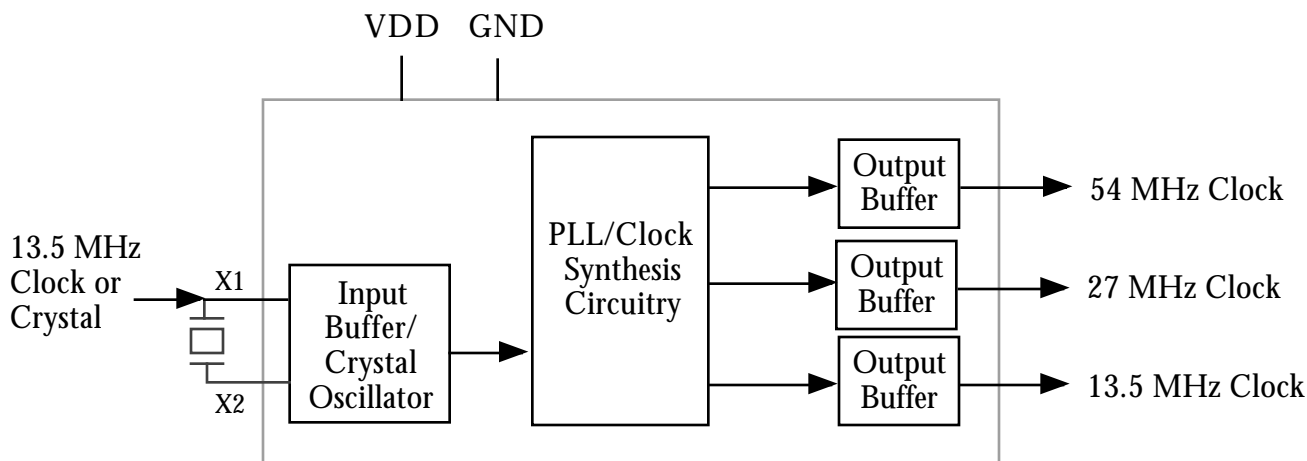 VDD GND
13.5 MHz
Clock or
Crystal
X1
X2
Input
Buffer/
Crystal
Oscillator
PLL/Clock
Synthesis
Circuitry
Output
Buffer
54 MHz Clock
Output
Buffer
27 MHz Clock
Output
Buffer
13.5 MHz Clock